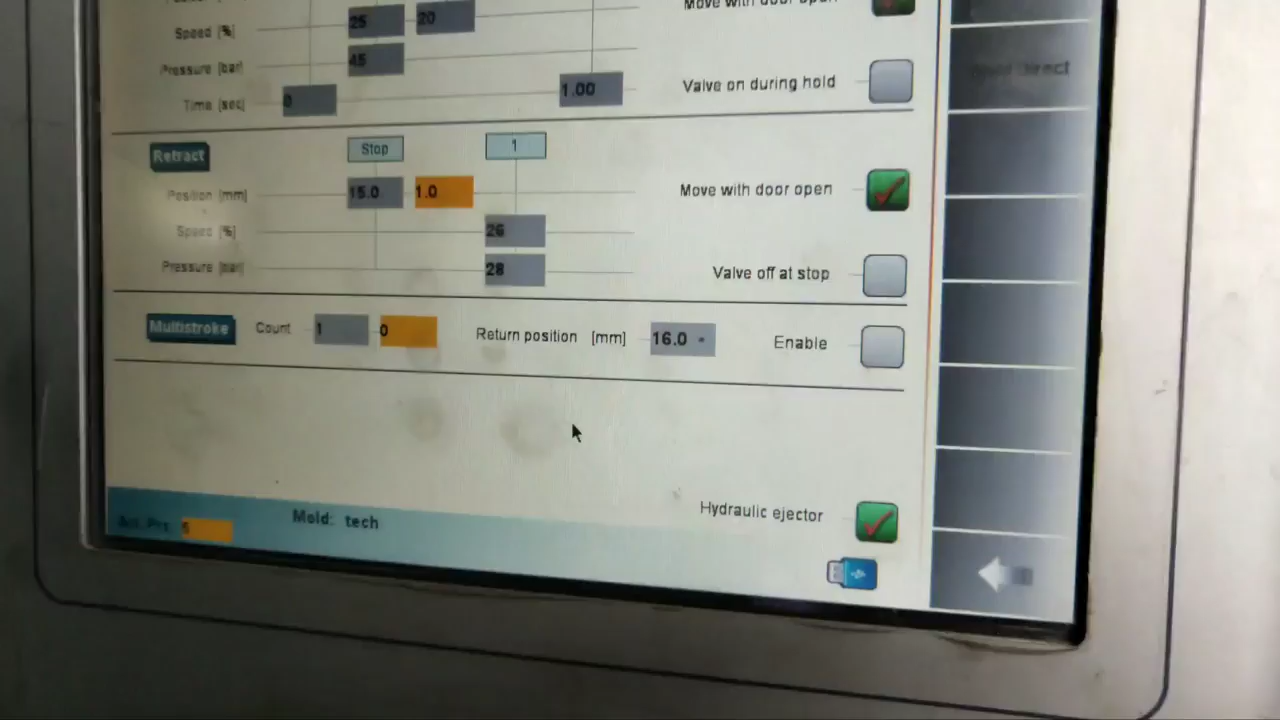 Move with door open
Speed [%] 25 20
Pressure [bar] 45
Time [sec] 0 1.00 Valve on during hold
Retract Stop 1
Position [mm] 15.0 1.0 Move with door open
Speed [%] 26
Pressure [bar] 28 Valve off at stop
Multistroke Count 1 0 Return position [mm] 16.0 Enable
Hydraulic ejector
Mold: tech